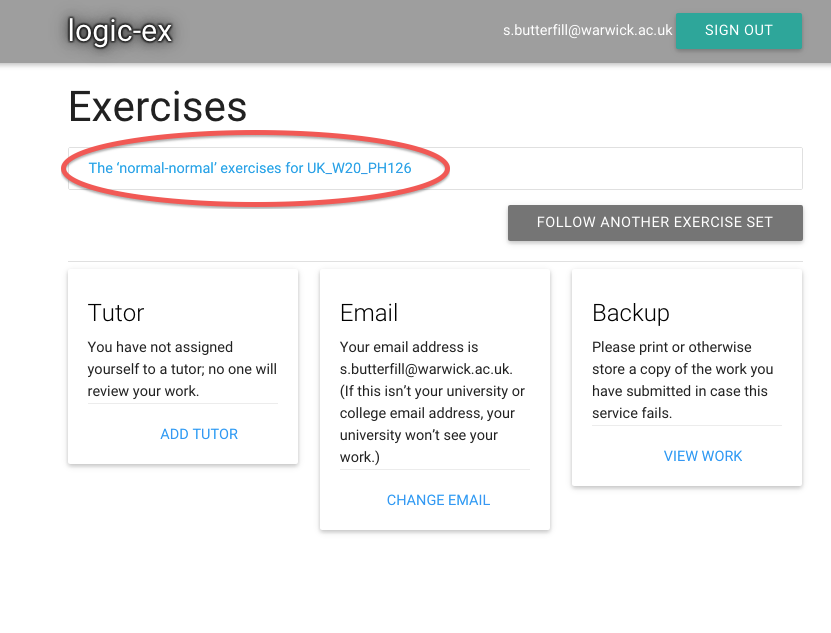 logic-ex
s.butterfill@warwick.ac.uk
SIGN OUT
Exercises
The ‘normal-normal’ exercises for UK_W20_PH126
FOLLOW ANOTHER EXERCISE SET
Tutor
You have not assigned
yourself to a tutor; no one will
review your work.
ADD TUTOR
Email
Your email address is
s.butterfill@warwick.ac.uk.
(If this isn’t your university or
college email address, your
university won’t see your
work.)
CHANGE EMAIL
Backup
Please print or otherwise
store a copy of the work you
have submitted in case this
service fails.
VIEW WORK